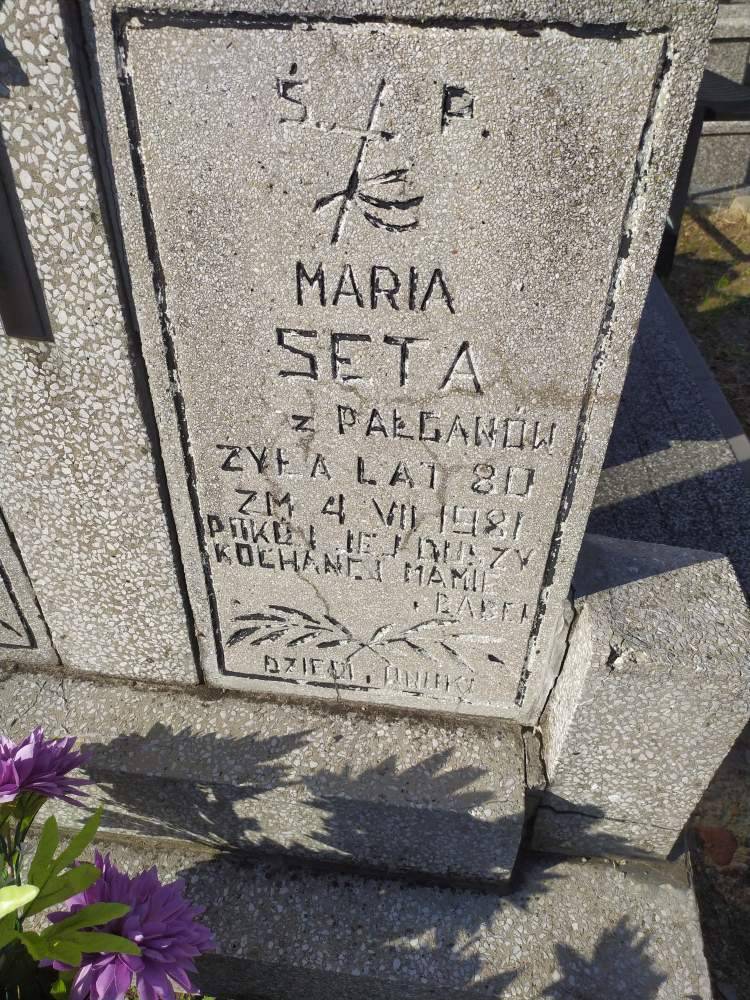 Ś. P.
MARIA
SETA
z PAŁGANÓW
ŻYŁA LAT 80
ZM 4 VII 1981
POKÓJ JEJ DUSZY
KOCHANEJ MAMIE
I BABCI
DZIECI I WNUKI